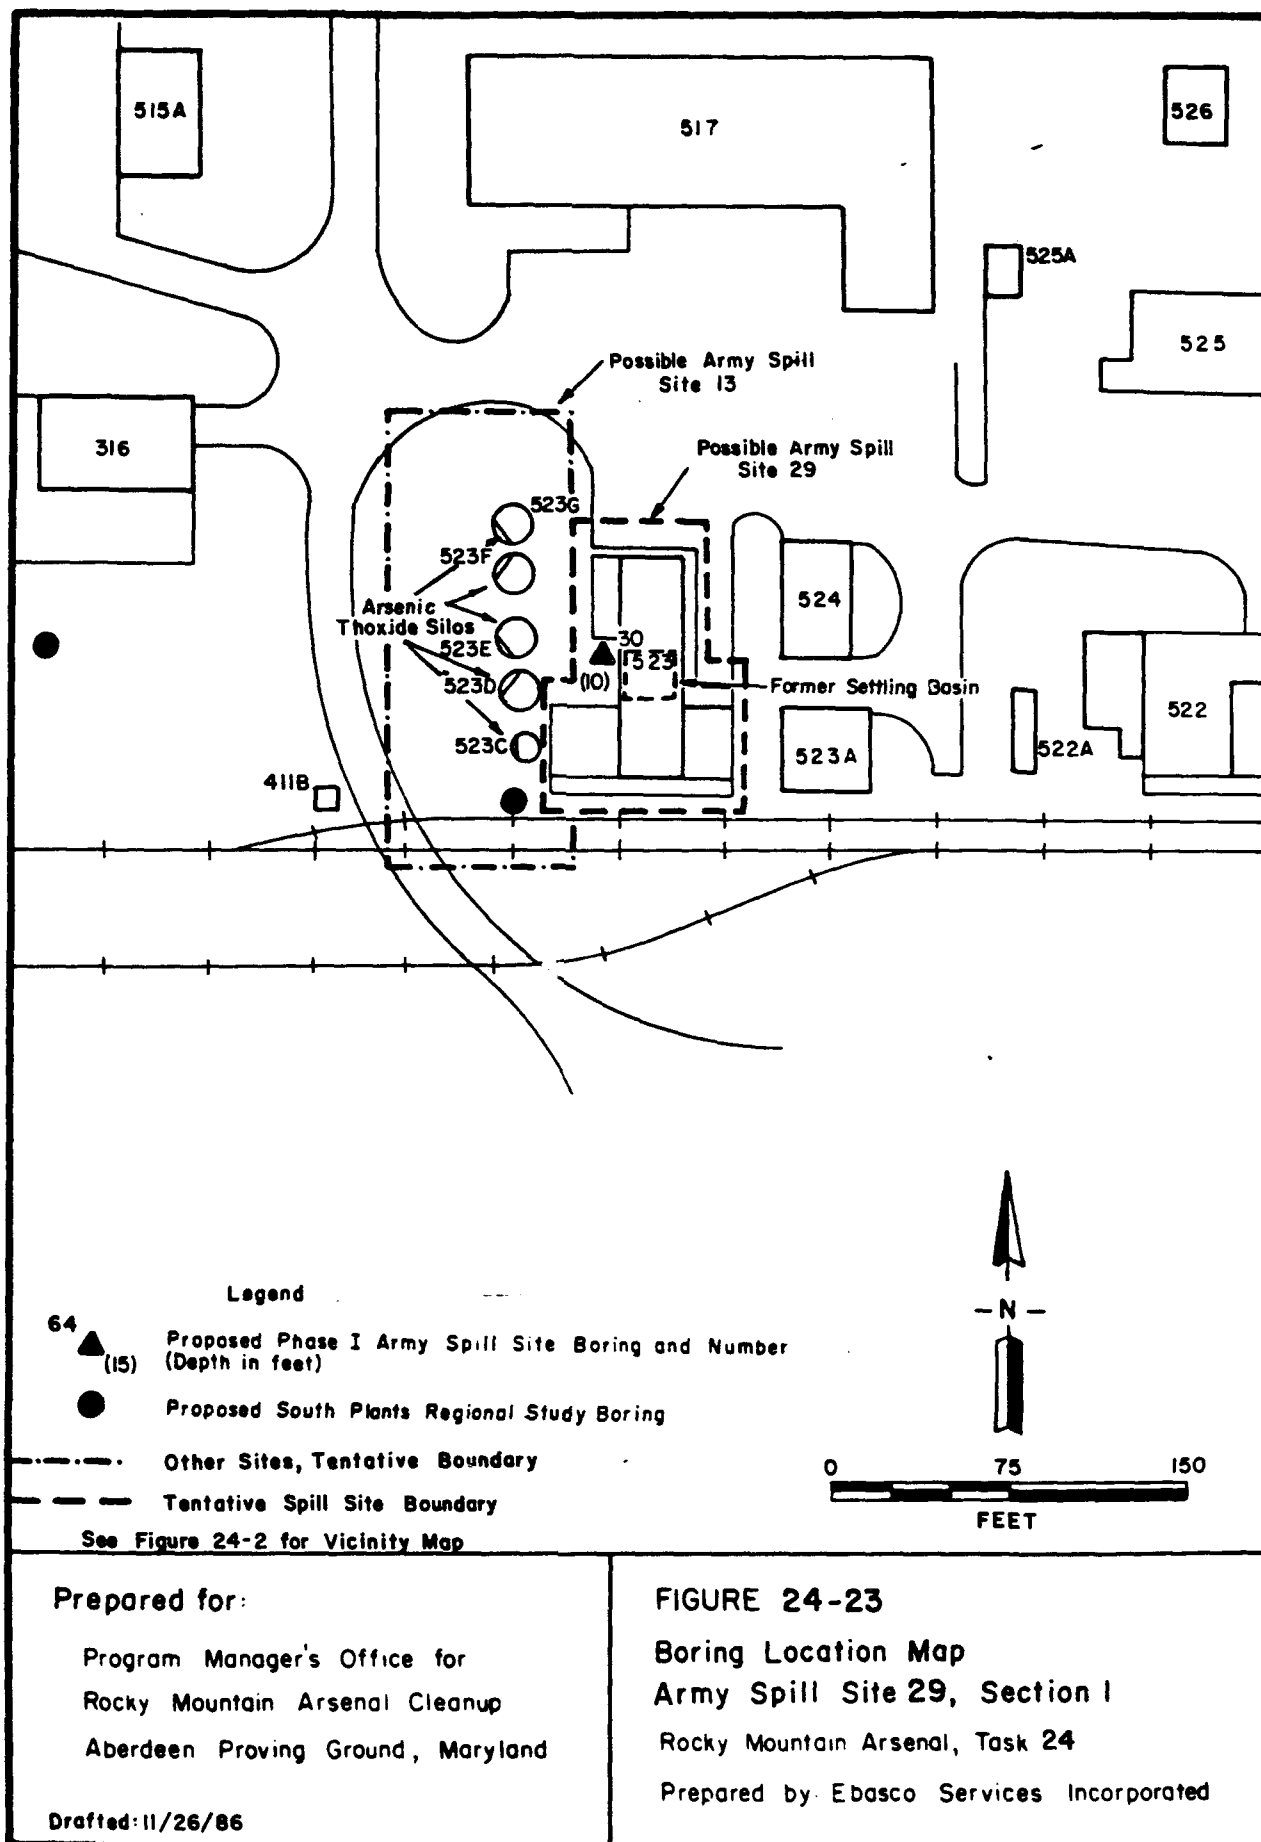 515A
517
526
525A
525
Possible Army Spill
Site 13
316
Possible Army Spill
Site 29
523G
523F
Arsenic
Thoxide Silos
523E
523D
523C
30
523
(10)
Former Settling Basin
524
523A
522A
522
411B
Legend
64
(15)
Proposed Phase I Army Spill Site Boring and Number
(Depth in feet)
Proposed South Plants Regional Study Boring
Other Sites, Tentative Boundary
Tentative Spill Site Boundary
See Figure 24-2 for Vicinity Map
- N -
0 75 150
FEET
Prepared for:
Program Manager's Office for
Rocky Mountain Arsenal Cleanup
Aberdeen Proving Ground, Maryland
Drafted: 11/26/86
FIGURE 24-23
Boring Location Map
Army Spill Site 29, Section 1
Rocky Mountain Arsenal, Task 24
Prepared by Ebasco Services Incorporated